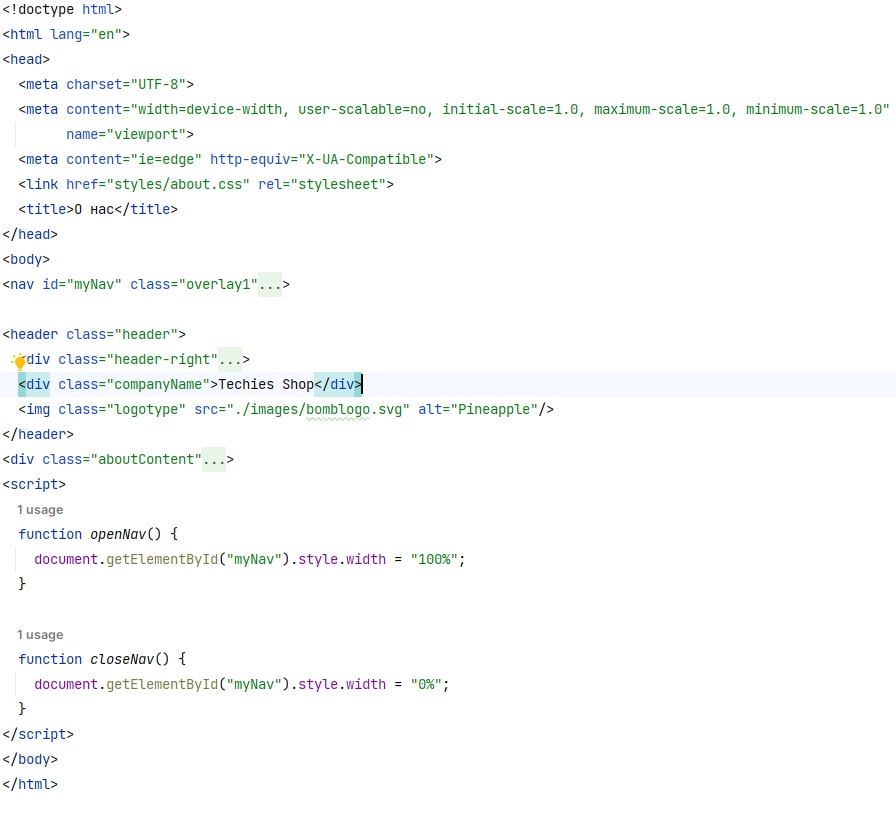 <!doctype html>
<html lang="en">
<head>
  <meta charset="UTF-8">
  <meta content="width=device-width, user-scalable=no, initial-scale=1.0, maximum-scale=1.0, minimum-scale=1.0"
        name="viewport">
  <meta content="ie=edge" http-equiv="X-UA-Compatible">
  <link href="styles/about.css" rel="stylesheet">
  <title>О нас</title>
</head>
<body>
<nav id="myNav" class="overlay1"...>
<header class="header">
  <div class="header-right"...>
  <div class="companyName">Techies Shop</div>
  <img class="logotype" src="./images/bomblogo.svg" alt="Pineapple"/>
</header>
<div class="aboutContent"...>
<script>
  1 usage
  function openNav() {
    document.getElementById("myNav").style.width = "100%";
  }
  1 usage
  function closeNav() {
    document.getElementById("myNav").style.width = "0%";
  }
</script>
</body>
</html>